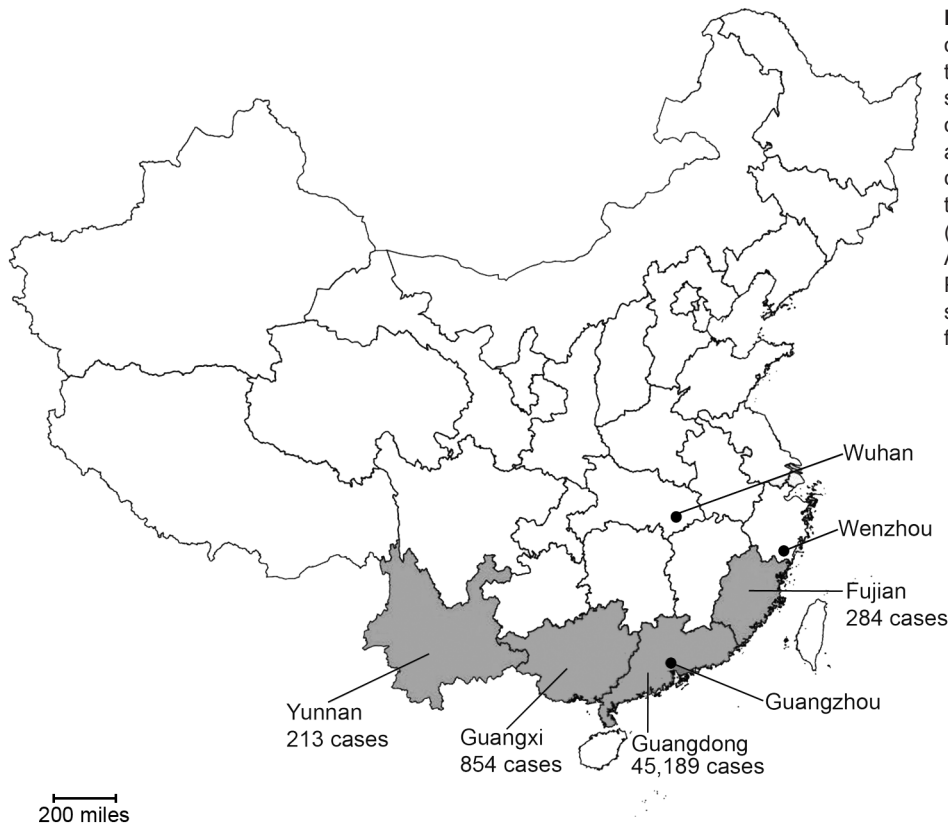 Wuhan
Wenzhou
Fujian
284 cases
Guangzhou
Yunnan
213 cases
Guangxi
854 cases
Guangdong
45,189 cases
200 miles